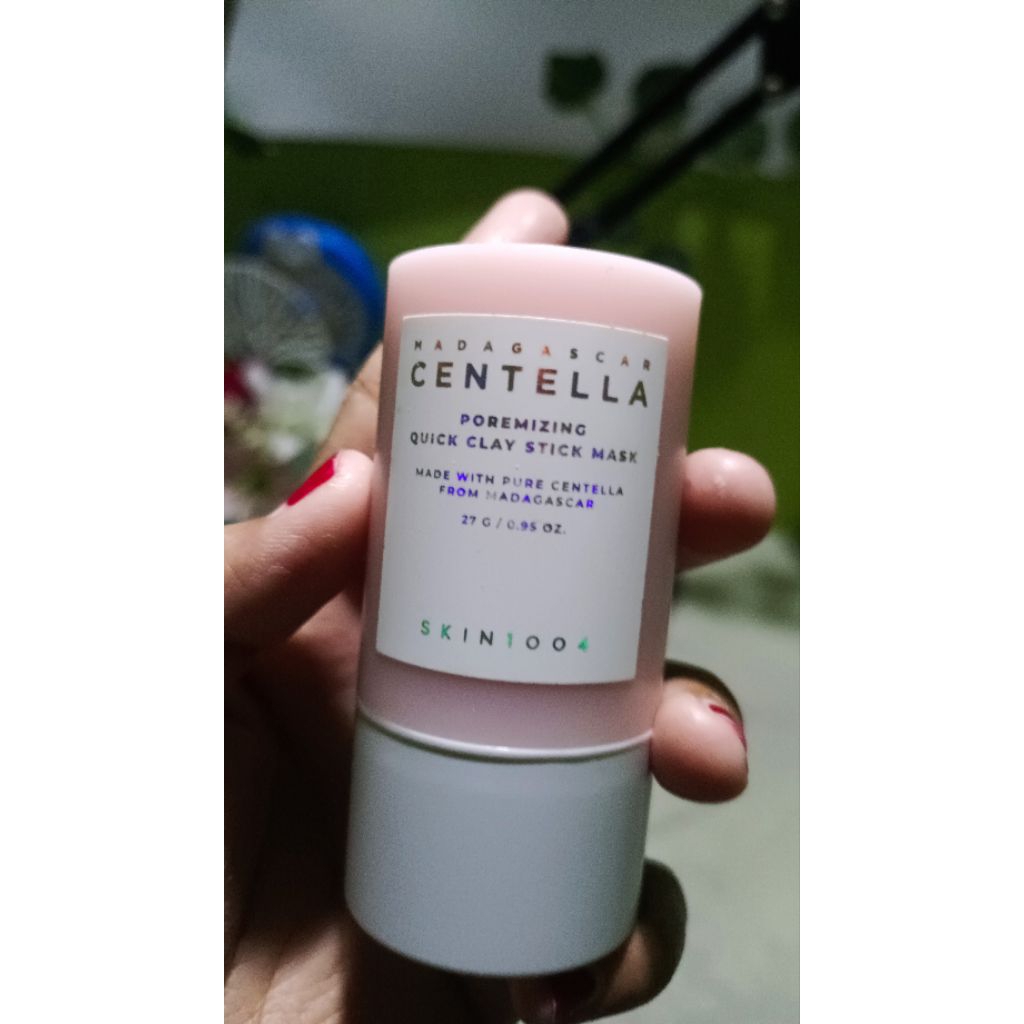 MADAGASCAR
CENTELLA
POREMIZING
QUICK CLAY STICK MASK
MADE WITH PURE CENTELLA
FROM MADAGASCAR
27 G / 0.95 OZ.
SKIN1004